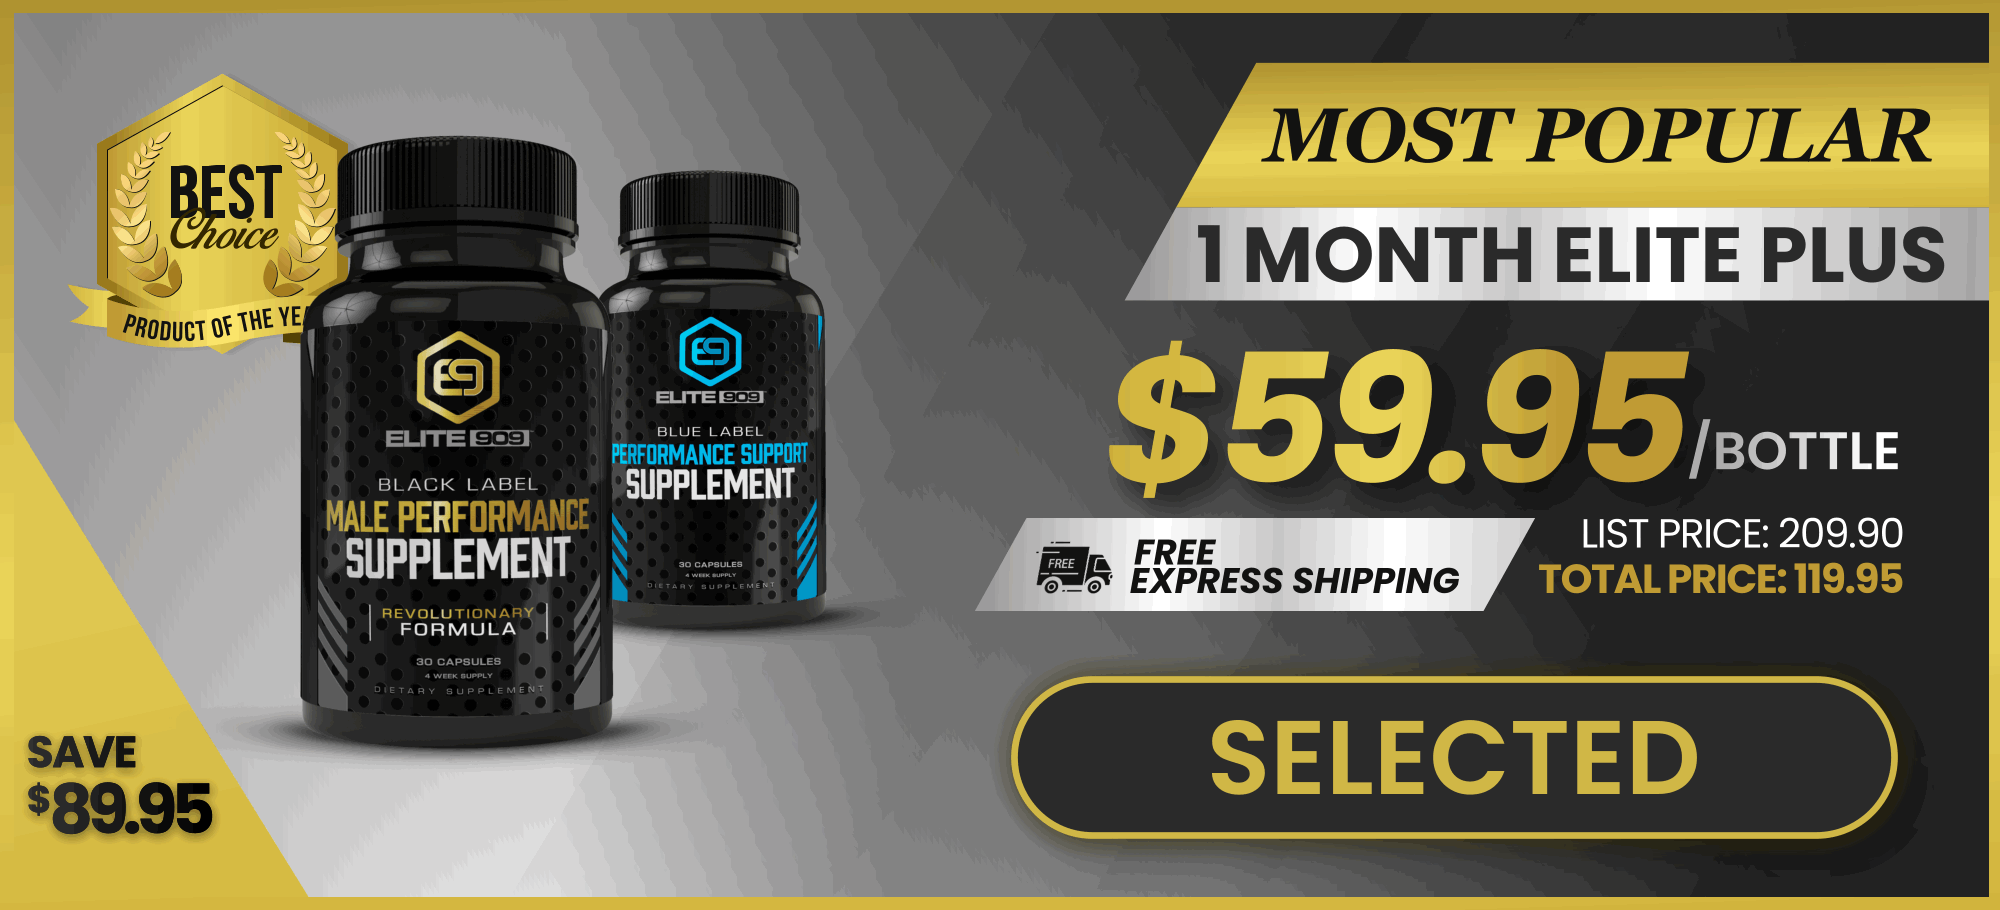 BEST
Choice
PRODUCT OF THE YEA
E9
ELITE 909
BLACK LABEL
MALE PERFORMANCE
SUPPLEMENT
REVOLUTIONARY
FORMULA
30 CAPSULES
4 WEEK SUPPLY
DIETARY SUPPLEMENT
E9
ELITE 909
BLUE LABEL
PERFORMANCE SUPPORT
SUPPLEMENT
30 CAPSULES
4 WEEK SUPPLY
DIETARY SUPPLEMENT
SAVE
$89.95
MOST POPULAR
1 MONTH ELITE PLUS
$59.95/BOTTLE
FREE
FREE
EXPRESS SHIPPING
LIST PRICE: 209.90
TOTAL PRICE: 119.95
SELECTED